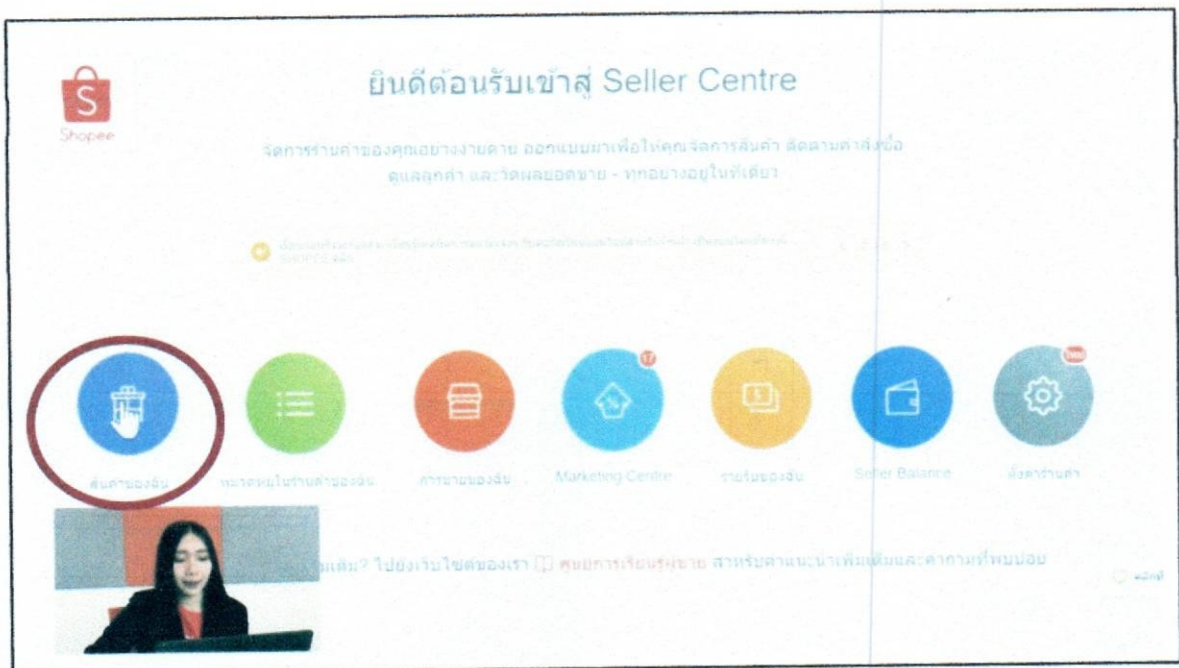 S
Shopee
ยินดีต้อนรับเข้าสู่ Seller Centre
จัดการร้านค้าของคุณอย่างง่ายดาย ออกแบบมาเพื่อให้คุณจัดการสินค้า ติดตามคำสั่งซื้อ
ดูแลลูกค้า และวัดผลยอดขาย - ทุกอย่างอยู่ในที่เดียว
17
สินค้าของฉัน
หมวดหมู่ในร้านค้าของฉัน
การขายของฉัน
Marketing Centre
รายรับของฉัน
Seller Balance
ตั้งค่าร้านค้า
ไปยังเว็บไซต์ของเรา ศูนย์การเรียนรู้ผู้ขาย สำหรับคำแนะนำเพิ่มเติมและคำถามที่พบบ่อย